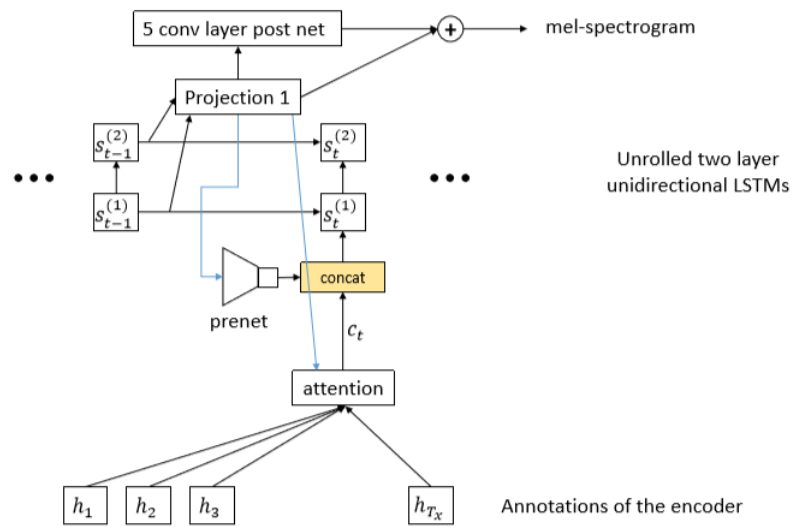 5 conv layer post net
+
mel-spectrogram
Projection 1
s_{t-1}^{(2)}
s_t^{(2)}
Unrolled two layer
unidirectional LSTMs
s_{t-1}^{(1)}
s_t^{(1)}
concat
prenet
c_t
attention
h_1
h_2
h_3
h_{T_x}
Annotations of the encoder